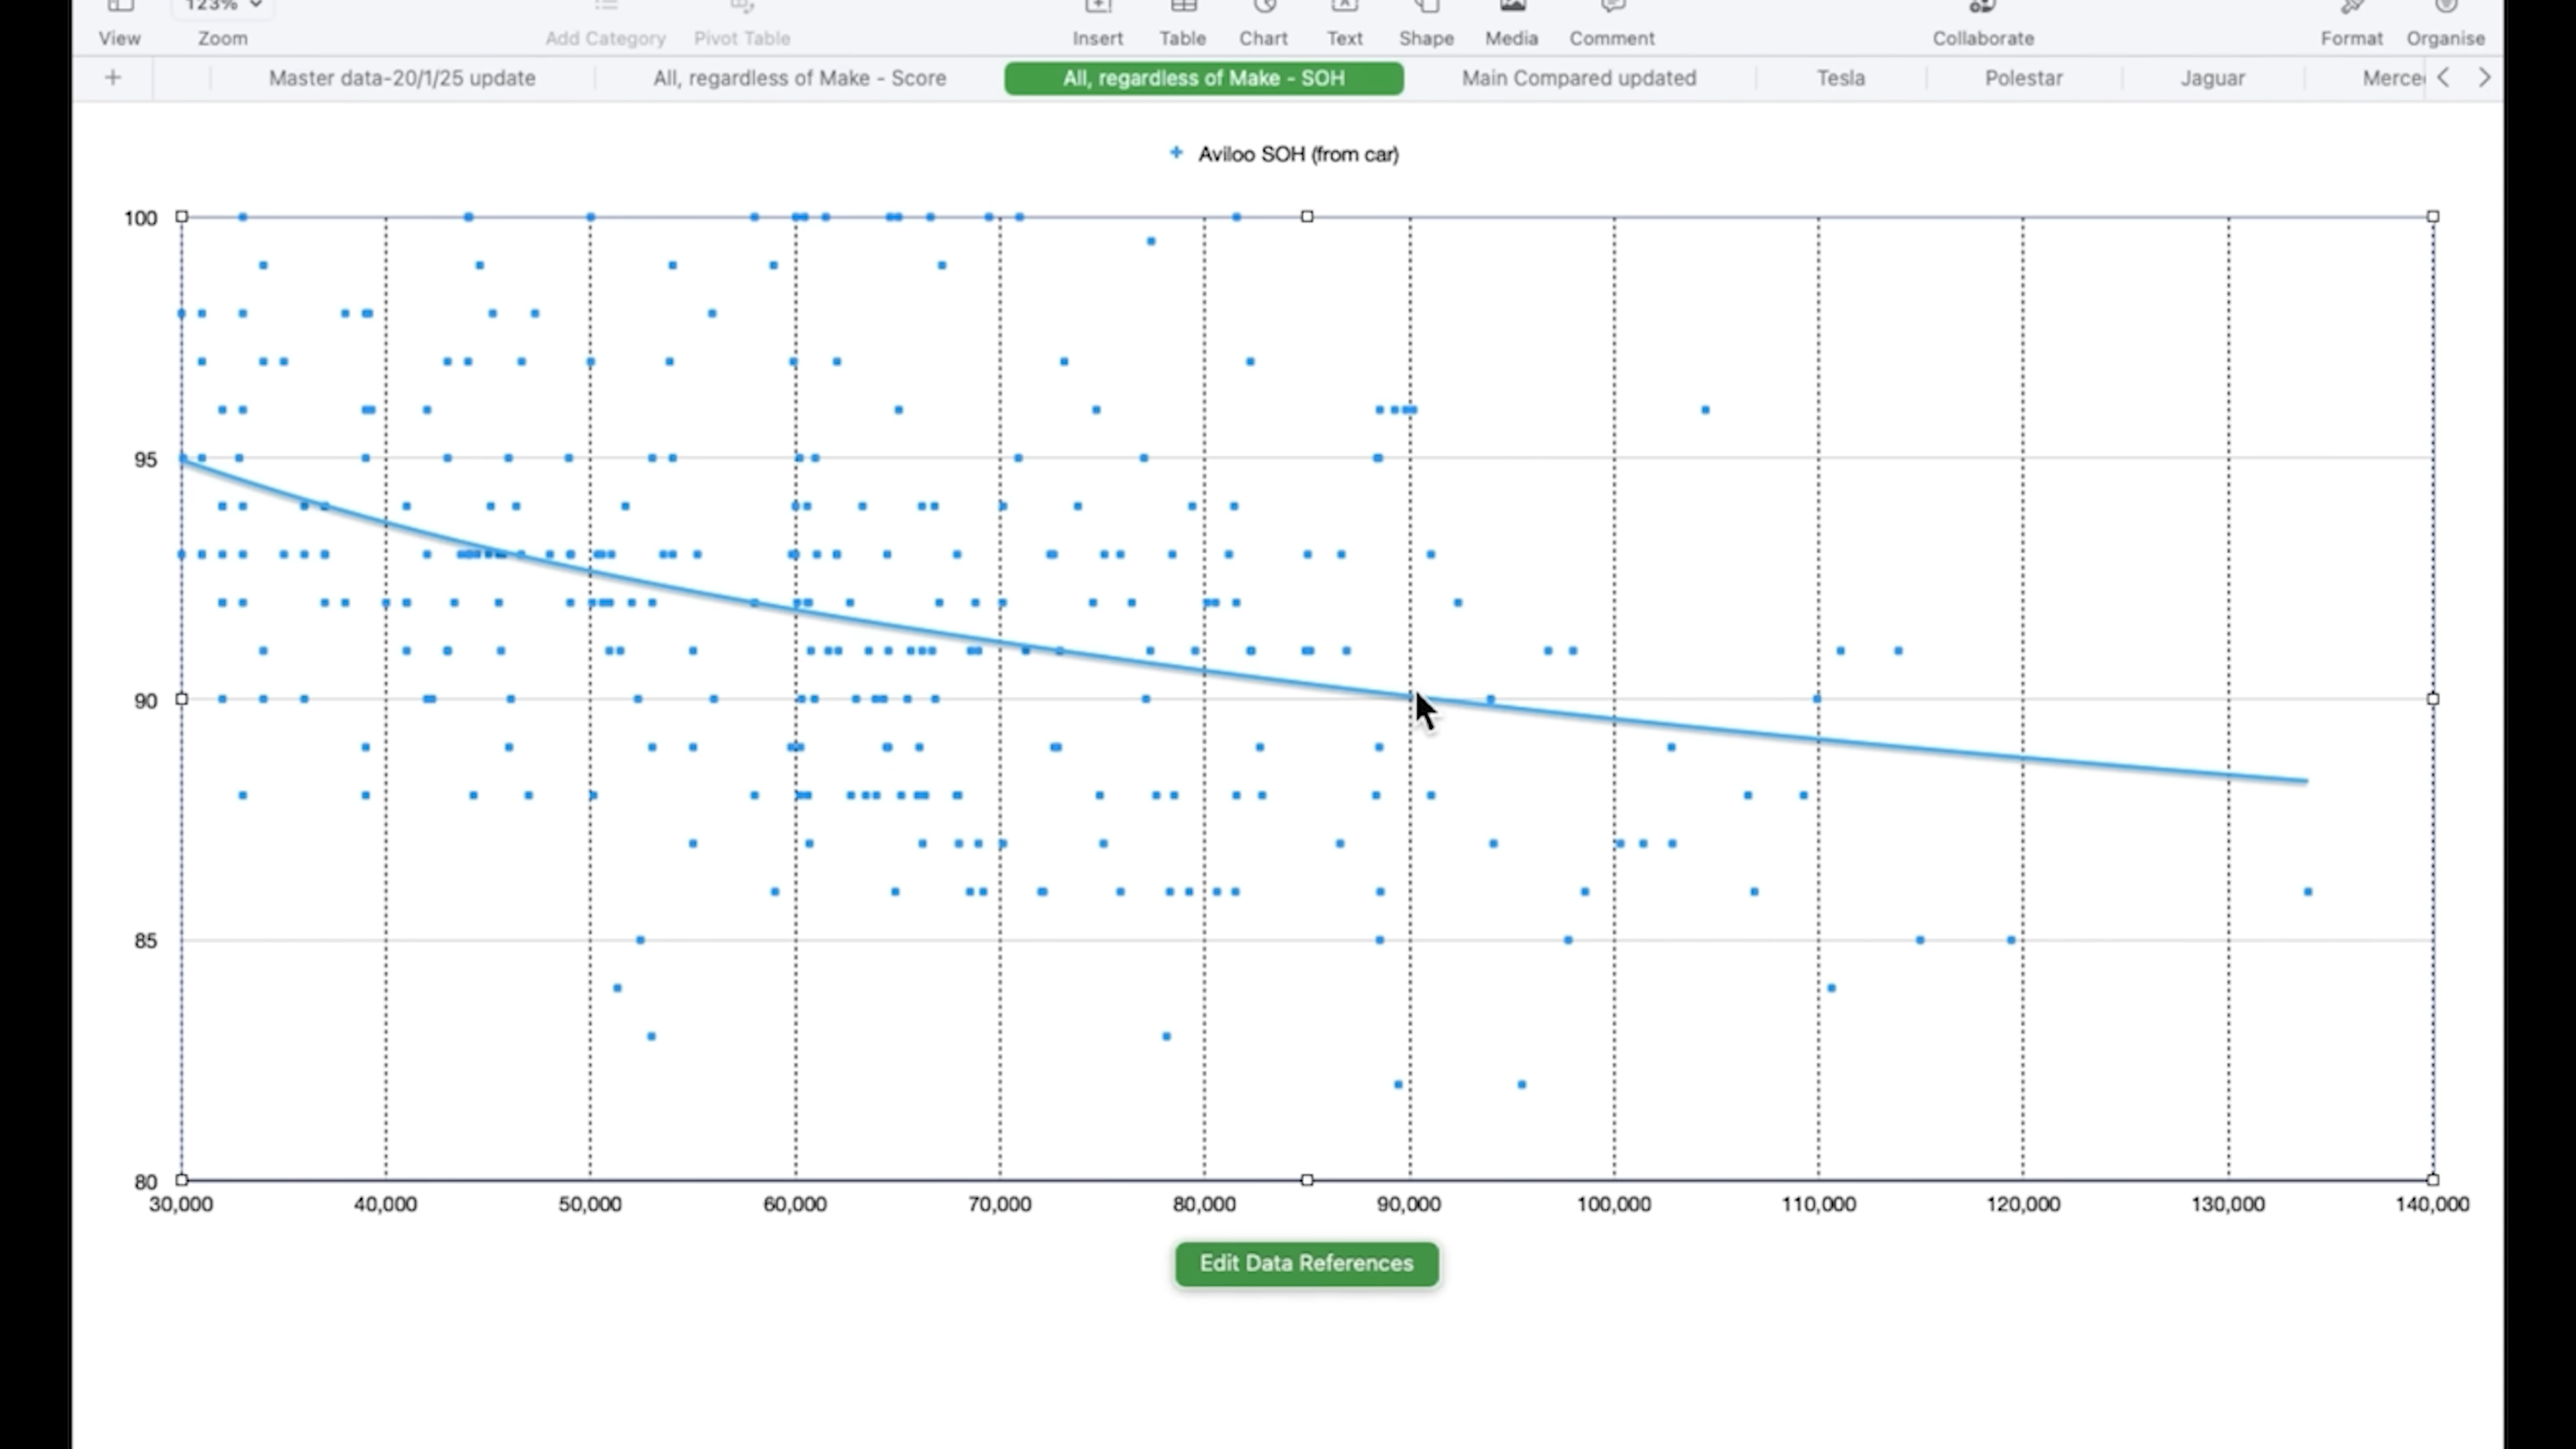 123%
View Zoom Add Category Pivot Table Insert Table Chart Text Shape Media Comment Collaborate Format Organise
Master data-20/1/25 update All, regardless of Make - Score All, regardless of Make - SOH Main Compared updated Tesla Polestar Jaguar Merce
Aviloo SOH (from car)
100
95
90
85
80
30,000 40,000 50,000 60,000 70,000 80,000 90,000 100,000 110,000 120,000 130,000 140,000
Edit Data References